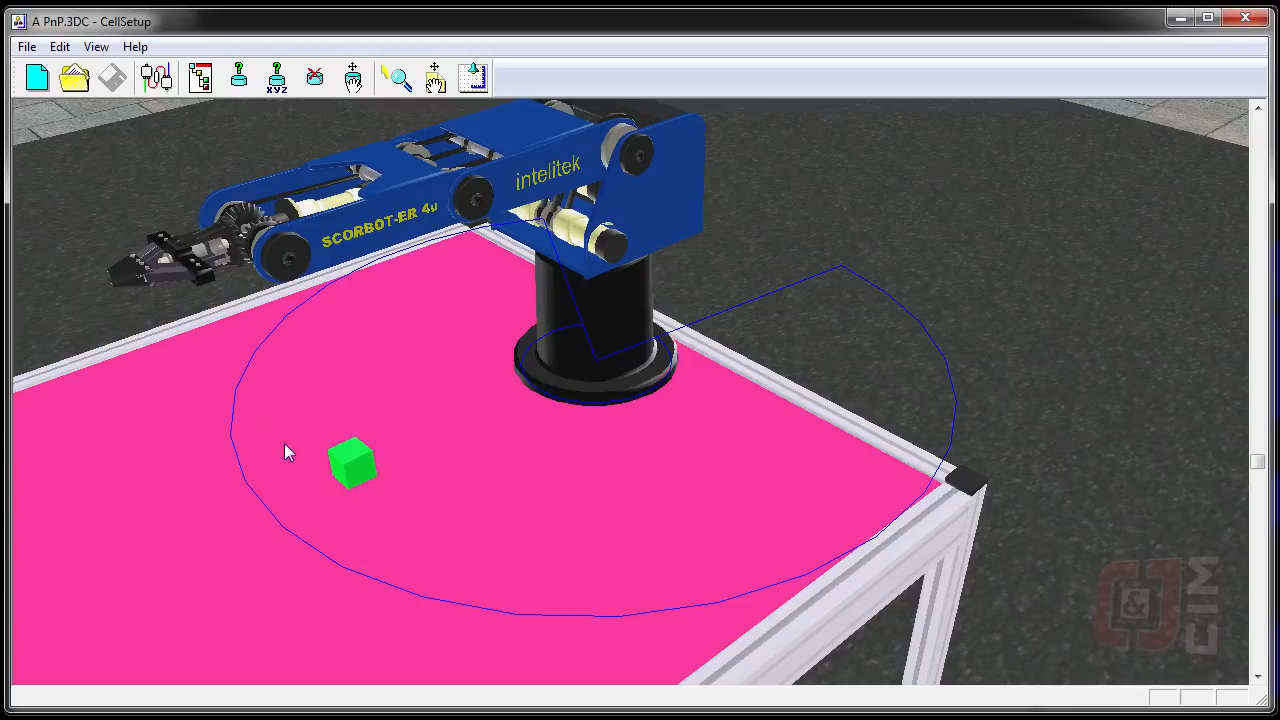 A PnP.3DC - CellSetup
File Edit View Help
? ? XYZ
intelitek
SCORBOT-ER 4u
& CIM